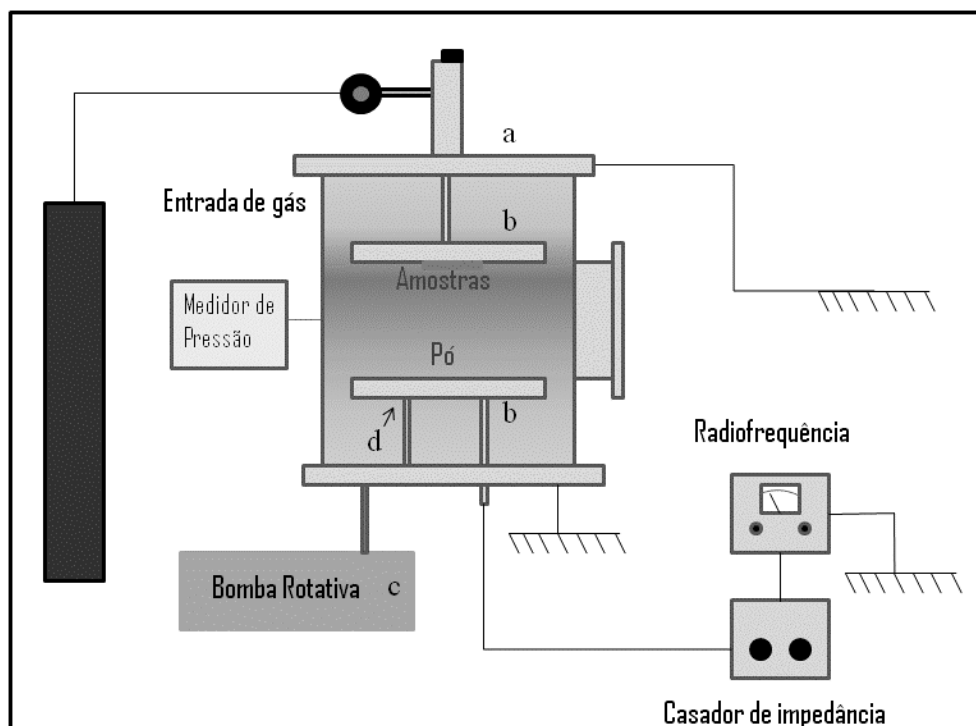 a
Entrada de gás
b
Amostras
Medidor de
Pressão
Pó
b
d
Radiofrequência
Bomba Rotativa c
Casador de impedância